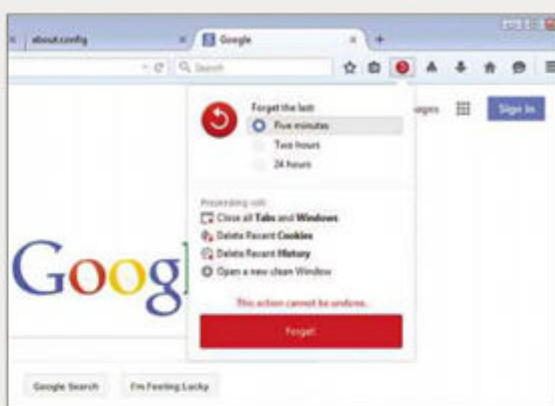 about:config
Google
Search
Forget the last:
Five minutes
Two hours
24 hours
Sign in
Proceeding will:
Close all Tabs and Windows
Delete Recent Cookies
Delete Recent History
Open a new clean Window
This action cannot be undone.
Forget!
Goog
Google Search
I'm Feeling Lucky